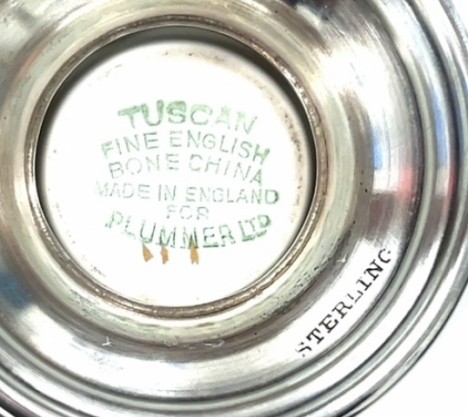 TUSCAN
FINE ENGLISH
BONE CHINA
MADE IN ENGLAND
FOR
PLUMMER LTD
STERLING